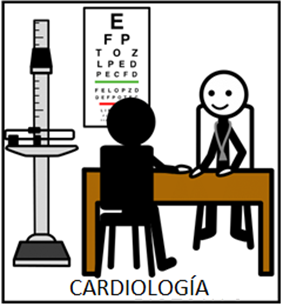 E
F P
T O Z
L P E D
P E C F D
F E L O P Z D
D E F P O T E C
CARDIOLOGÍA